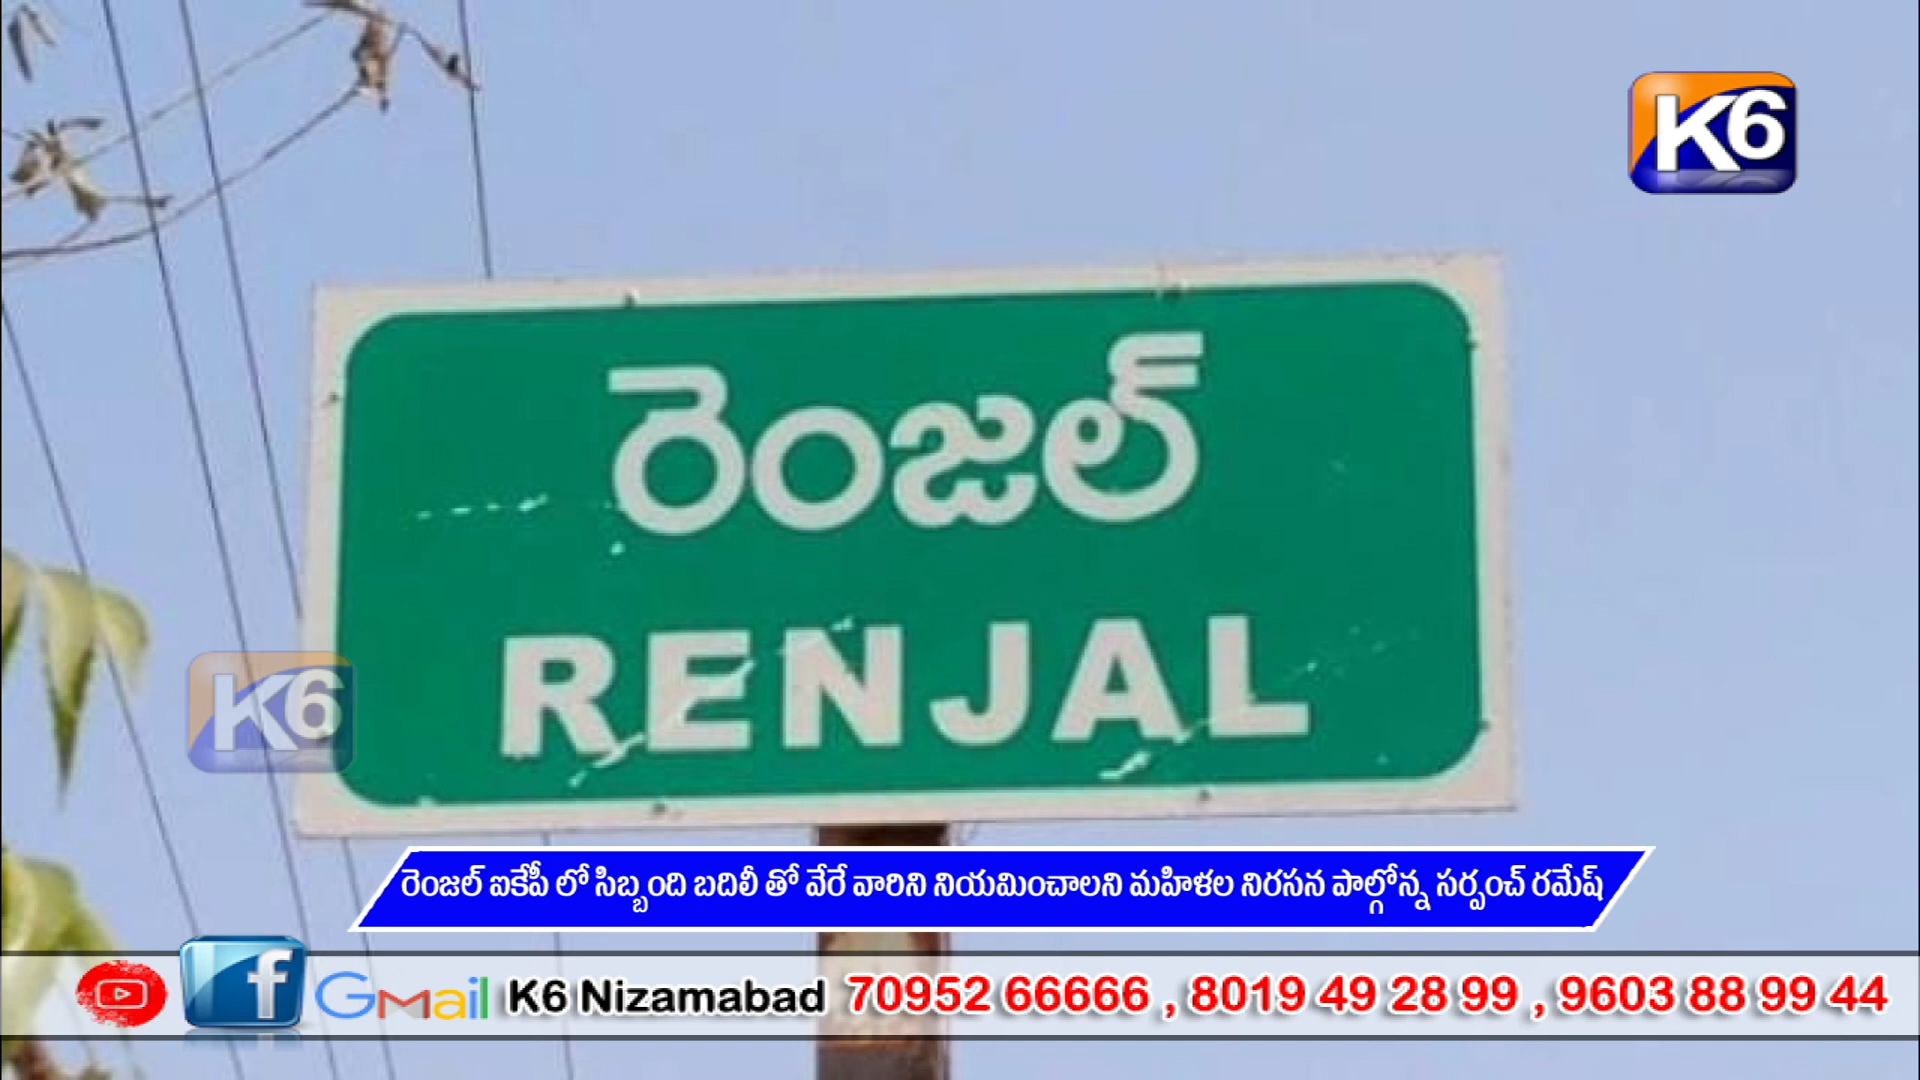 K6
రెంజల్
RENJAL
K6
రెంజల్ ఐకేపీ లో సిబ్బంది బదిలీ తో వేరే వారిని నియమించాలని మహిళల నిరసన పాల్గోన్న సర్పంచ్ రమేష్
f GMail K6 Nizamabad 70952 66666 , 8019 49 28 99 , 9603 88 99 44